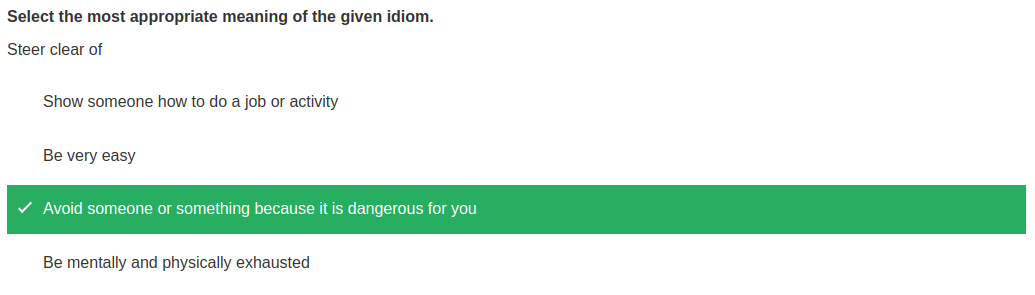 Select the most appropriate meaning of the given idiom.
Steer clear of
Show someone how to do a job or activity
Be very easy
Avoid someone or something because it is dangerous for you
Be mentally and physically exhausted